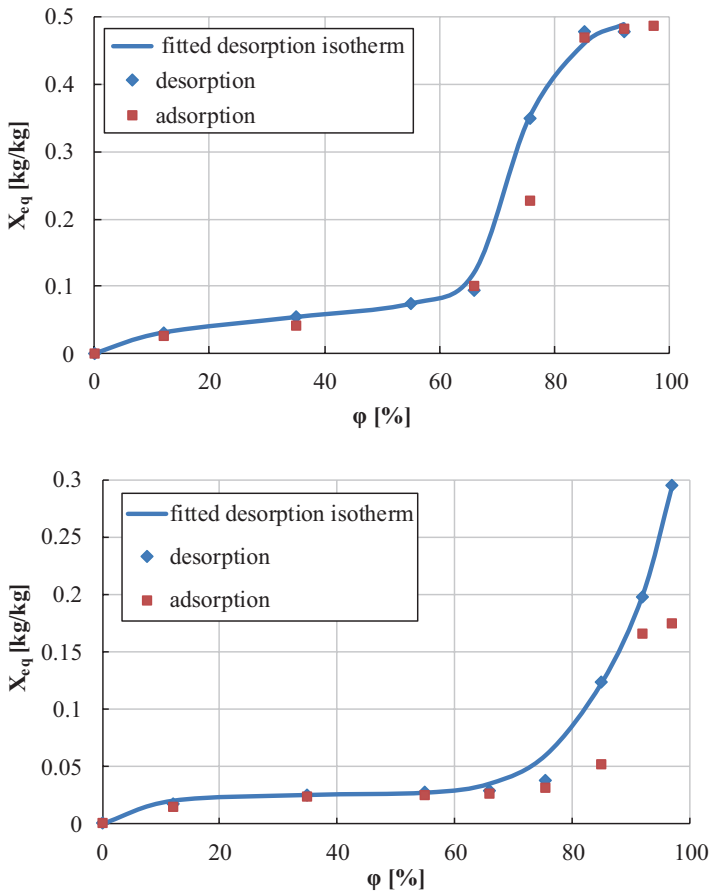 0.5
0.4
0.3
0.2
0.1
0
X_eq [kg/kg]
fitted desorption isotherm
desorption
adsorption
0 20 40 60 80 100
φ [%]
0.3
0.25
0.2
0.15
0.1
0.05
0
X_eq [kg/kg]
fitted desorption isotherm
desorption
adsorption
0 20 40 60 80 100
φ [%]